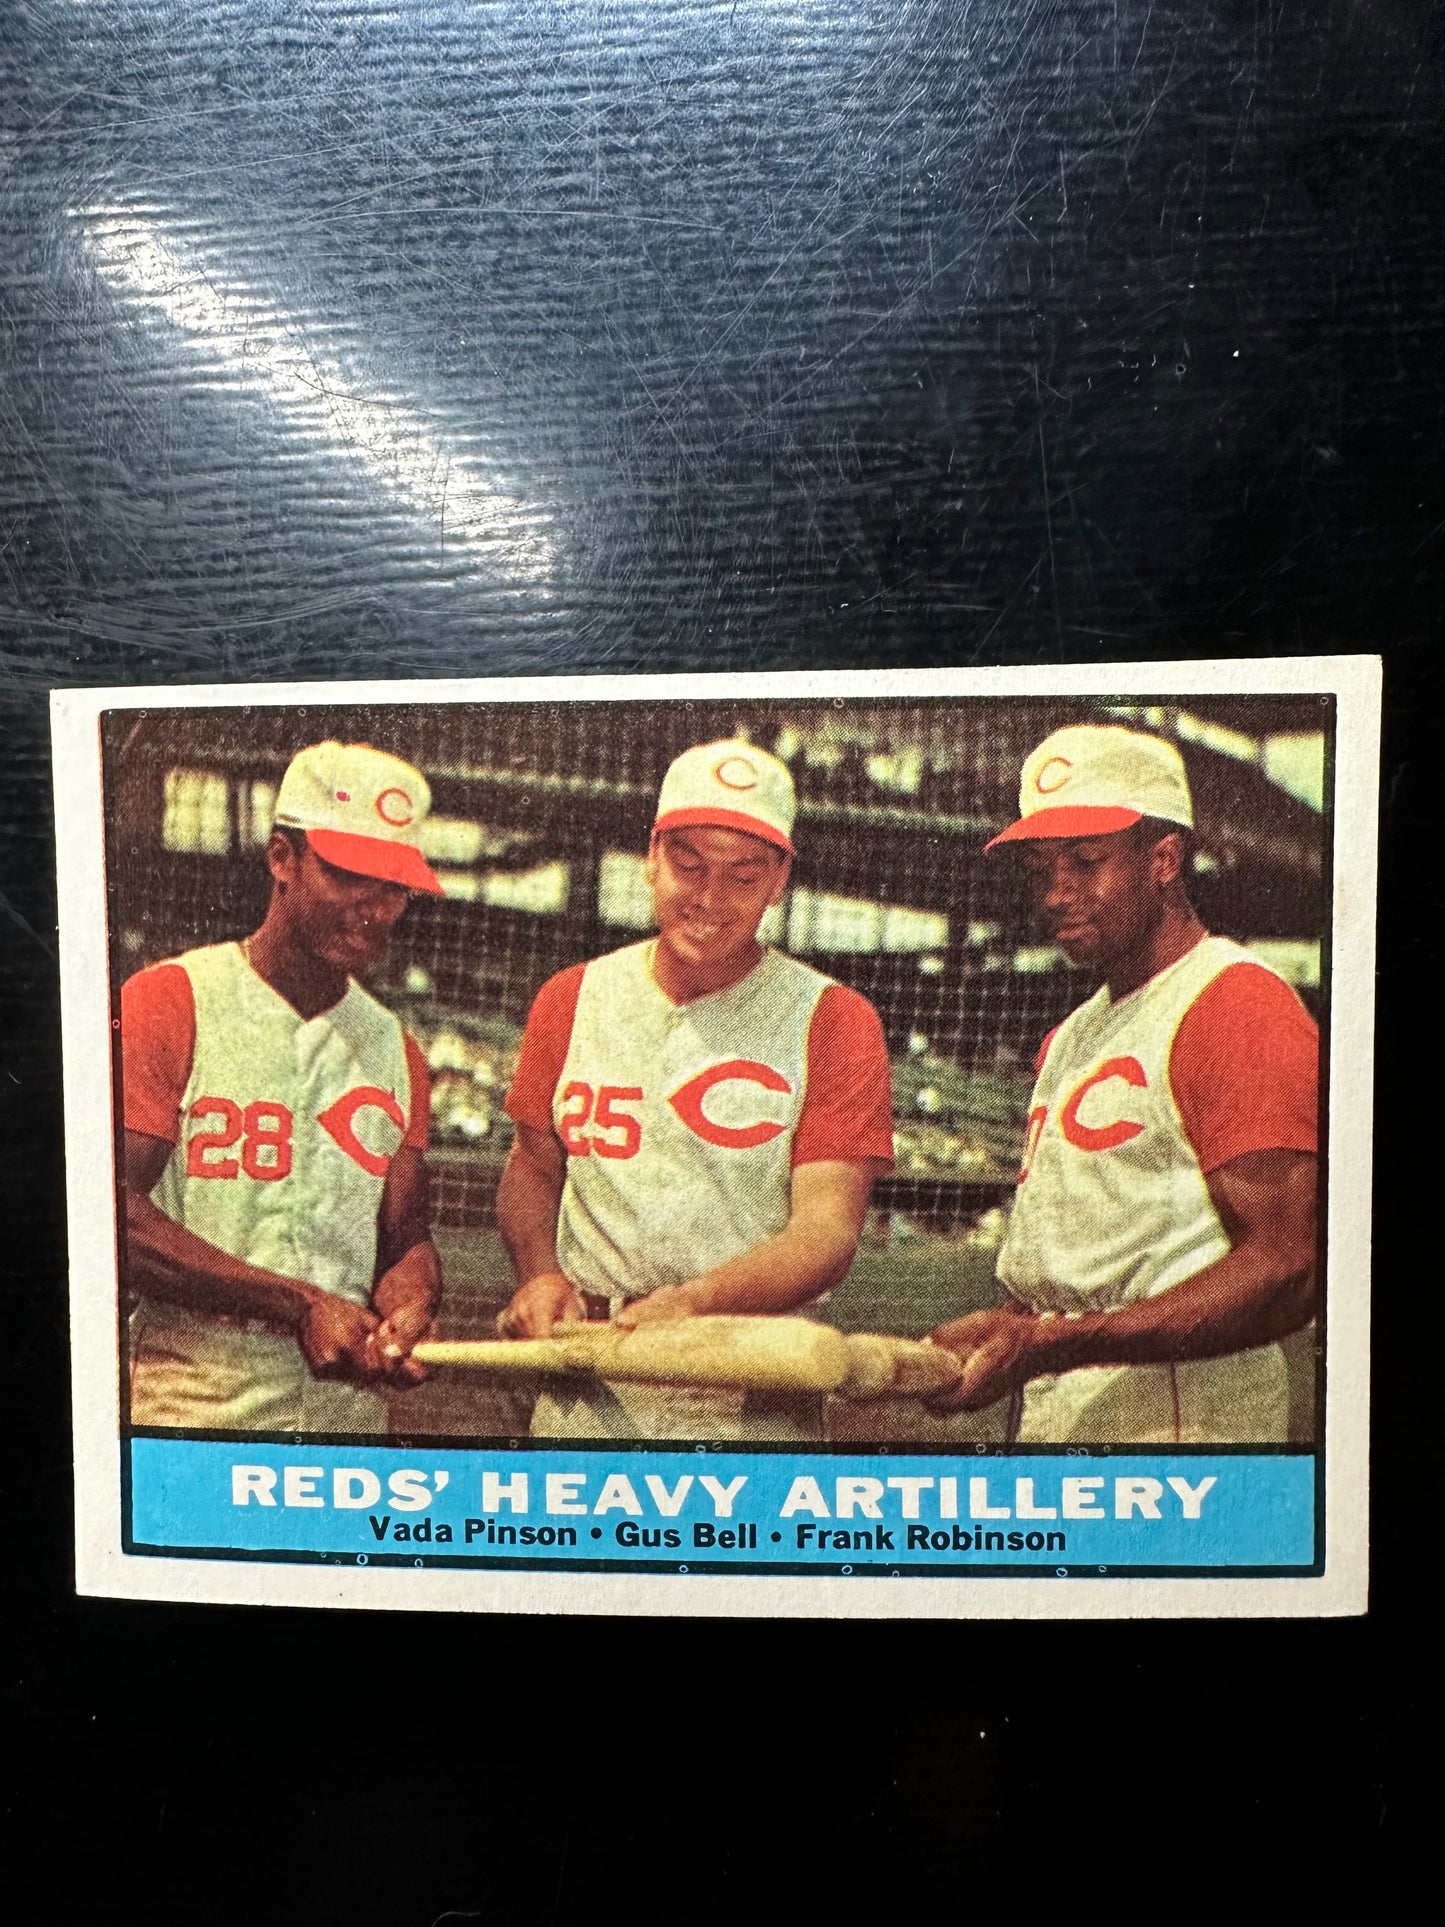 C
C
C
28 C
25 C
C
REDS' HEAVY ARTILLERY
Vada Pinson • Gus Bell • Frank Robinson